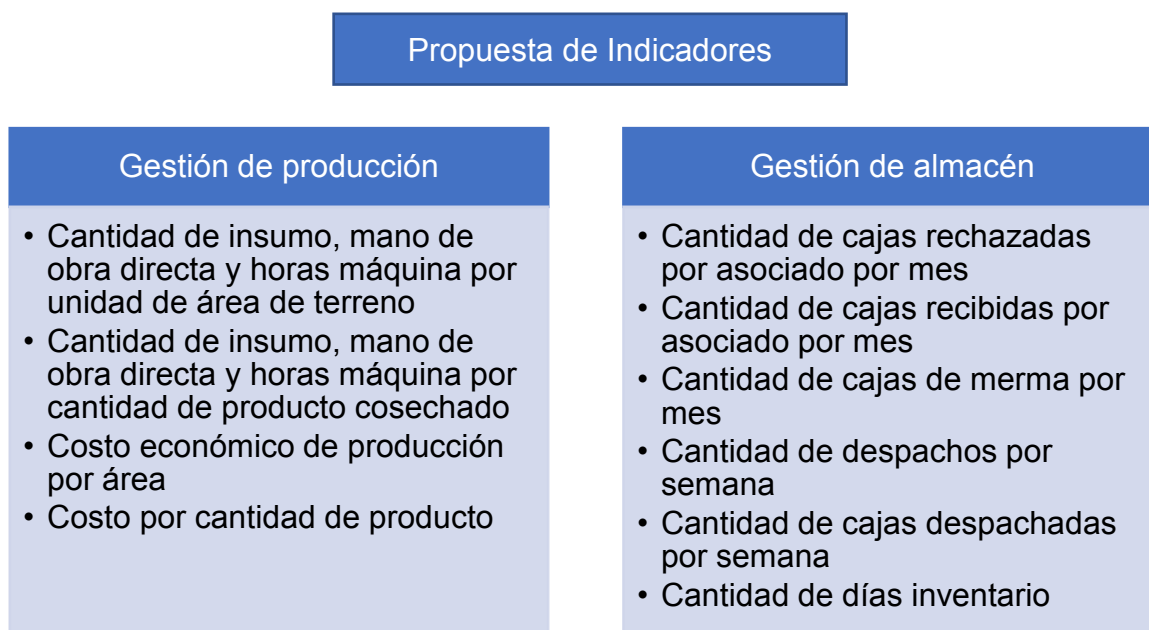 Propuesta de Indicadores
Gestión de producción
• Cantidad de insumo, mano de
obra directa y horas máquina por
unidad de área de terreno
• Cantidad de insumo, mano de
obra directa y horas máquina por
cantidad de producto cosechado
• Costo económico de producción
por área
• Costo por cantidad de producto
Gestión de almacén
• Cantidad de cajas rechazadas
por asociado por mes
• Cantidad de cajas recibidas por
asociado por mes
• Cantidad de cajas de merma por
mes
• Cantidad de despachos por
semana
• Cantidad de cajas despachadas
por semana
• Cantidad de días inventario